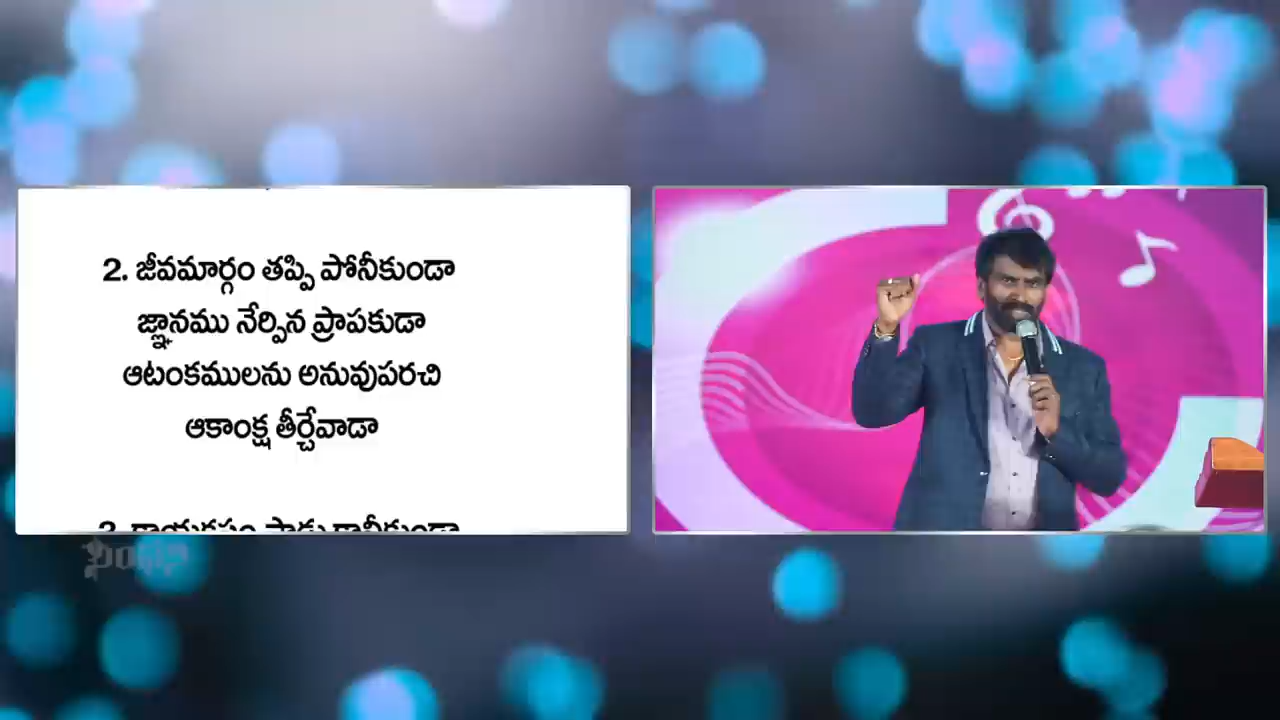 2. జీవమార్గం తప్పి పోనీకుండా
జ్ఞానము నేర్పిన ప్రాపకుడా
ఆటంకములను అనువుపరచి
ఆకాంక్ష తీర్చేవాడా